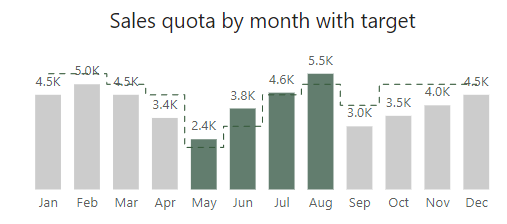 Sales quota by month with target
4.5K 5.0K 4.5K 3.4K 2.4K 3.8K 4.6K 5.5K 3.0K 3.5K 4.0K 4.5K
Jan Feb Mar Apr May Jun Jul Aug Sep Oct Nov Dec